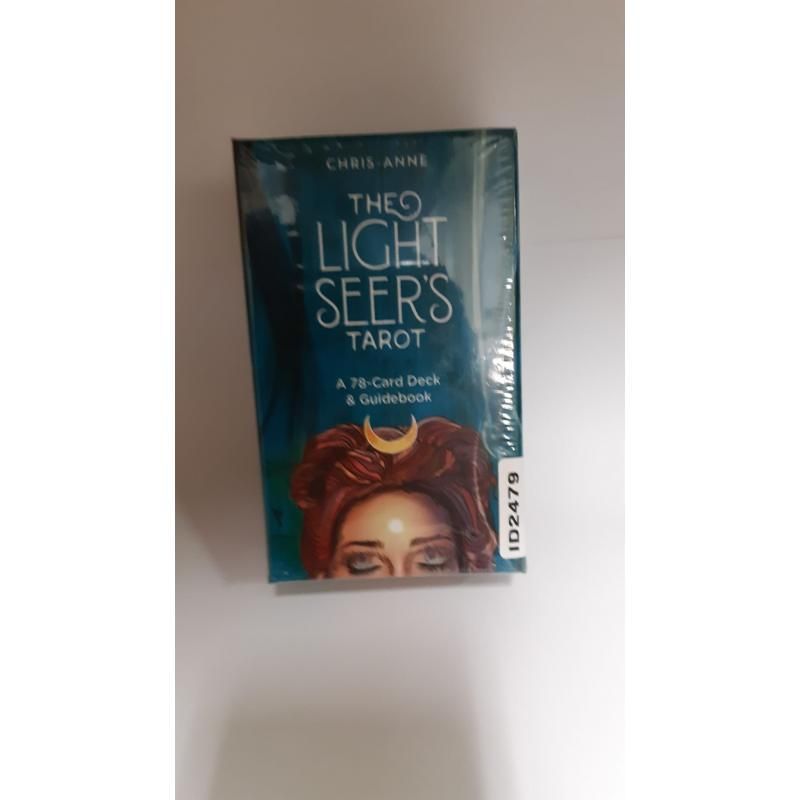 CHRIS-ANNE
THE
LIGHT
SEER'S
TAROT
A 78-Card Deck
& Guidebook
ID2479